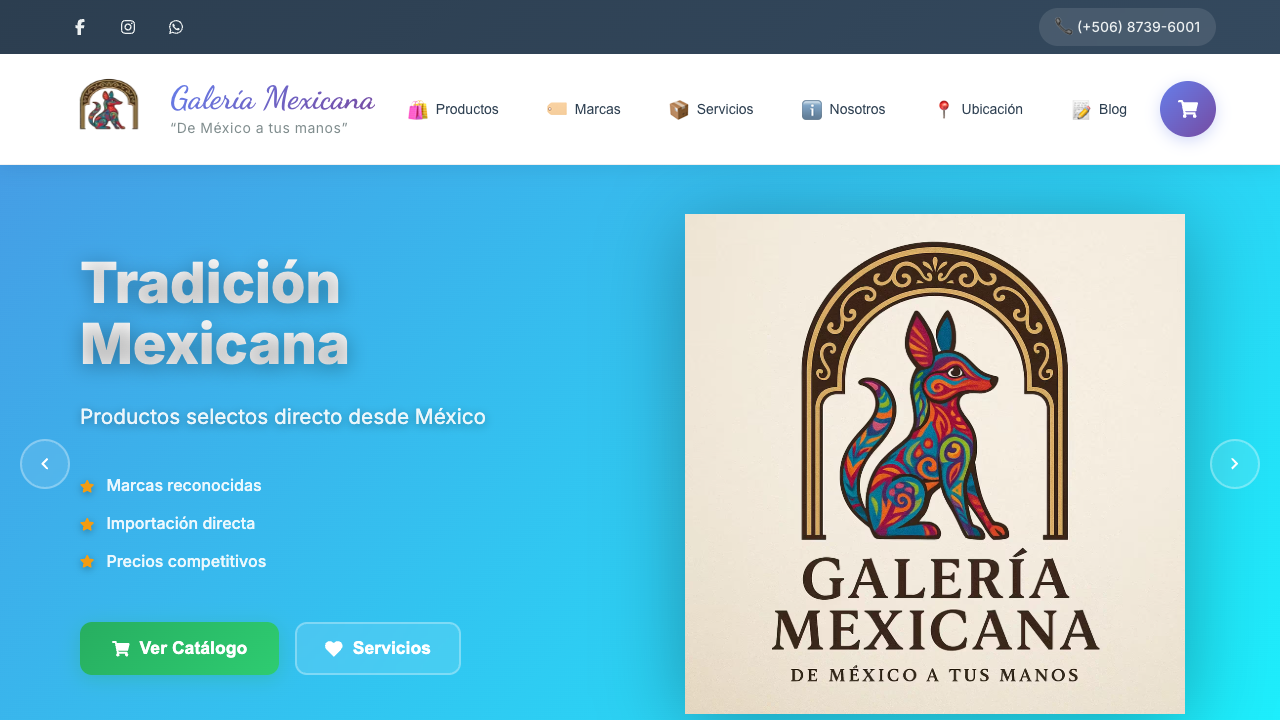 (+506) 8739-6001
Galería Mexicana
“De México a tus manos”
Productos
Marcas
Servicios
Nosotros
Ubicación
Blog
Tradición
Mexicana
Productos selectos directo desde México
Marcas reconocidas
Importación directa
Precios competitivos
Ver Catálogo
Servicios
GALERÍA
MEXICANA
DE MÉXICO A TUS MANOS